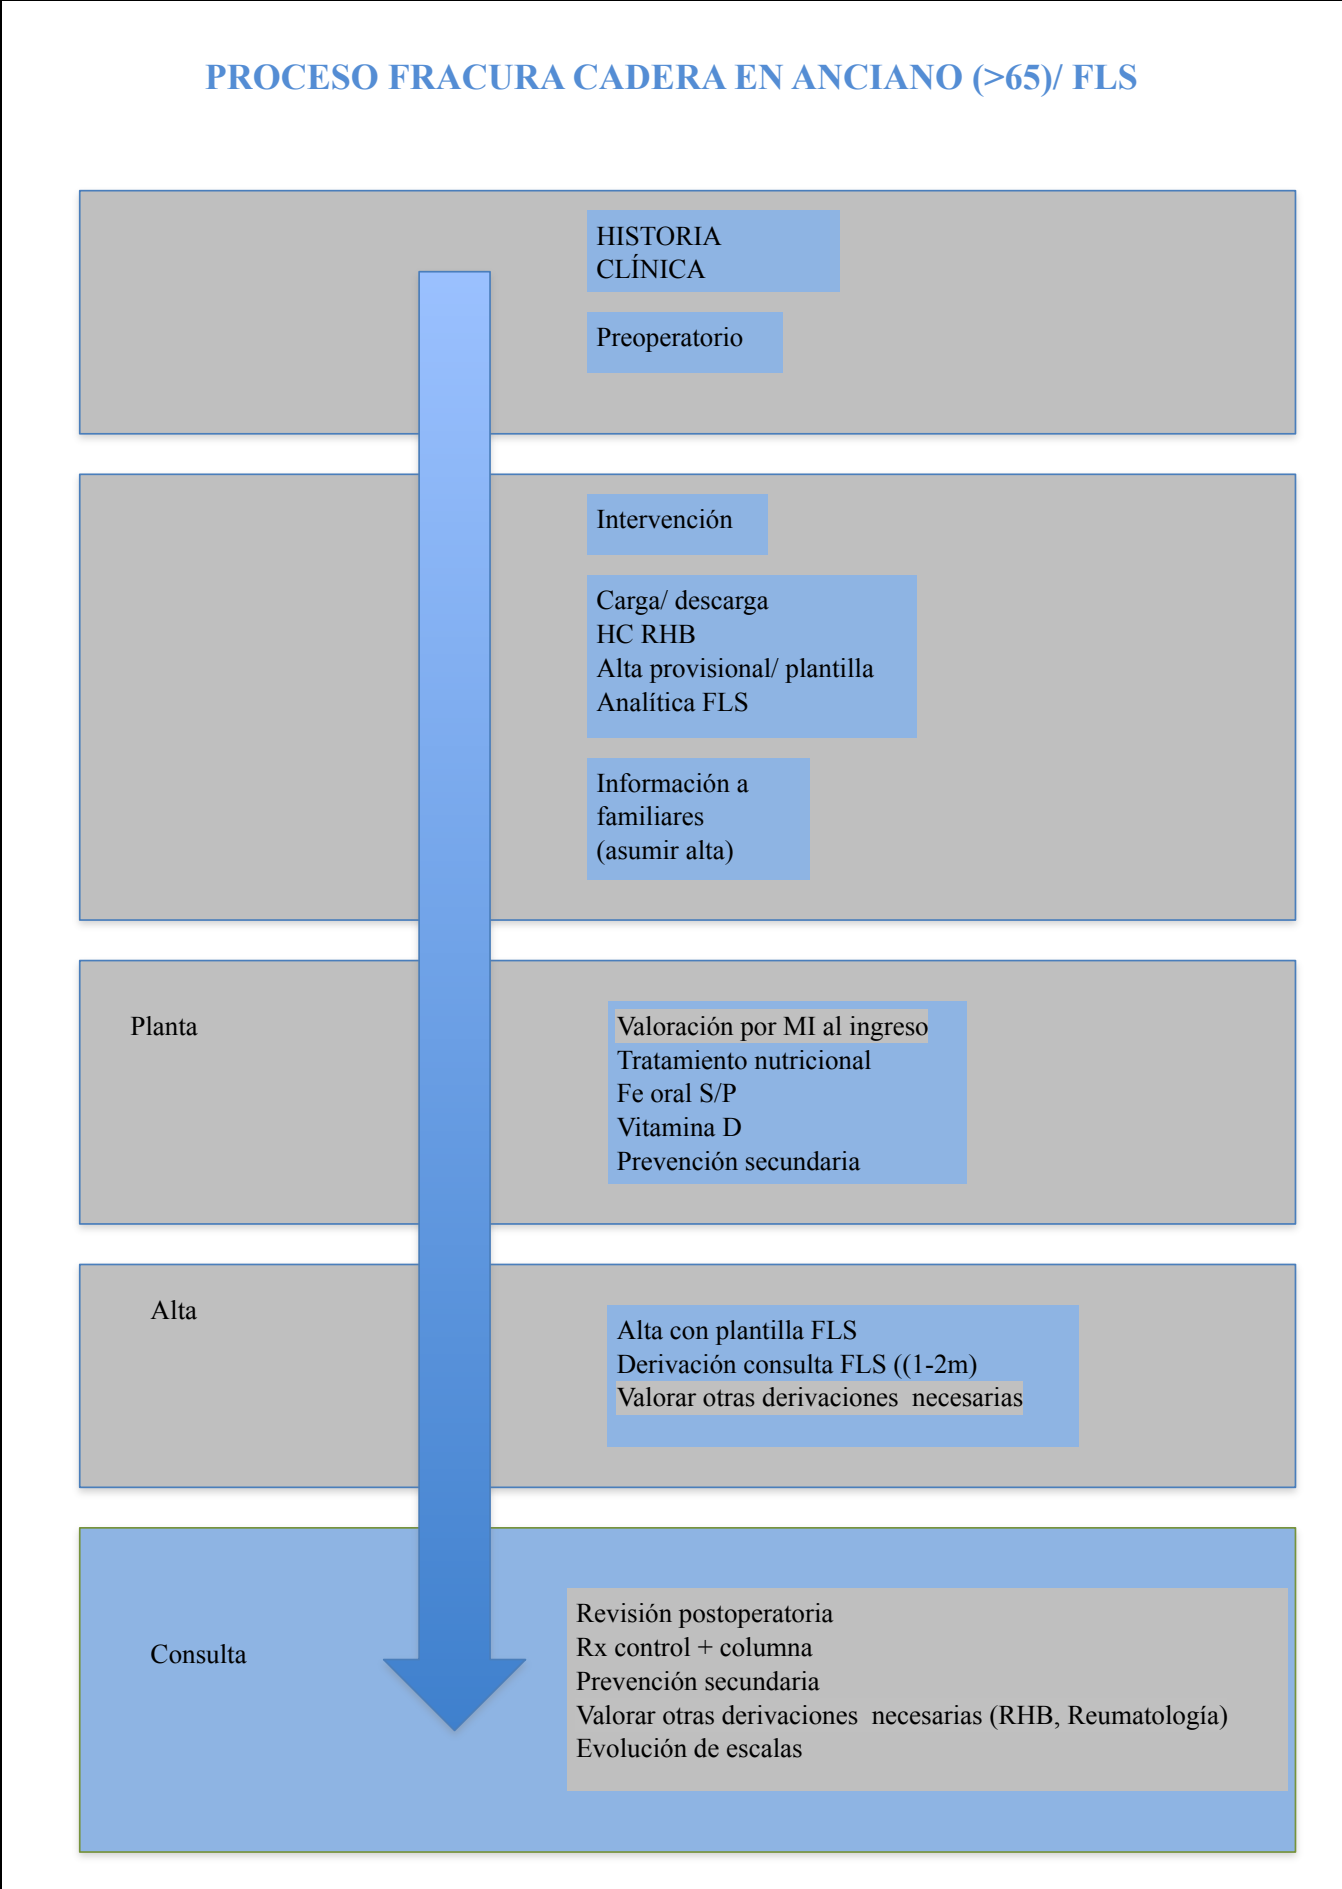 PROCESO FRACURA CADERA EN ANCIANO (>65)/ FLS
HISTORIA
CLÍNICA
Preoperatorio
Intervención
Carga/ descarga
HC RHB
Alta provisional/ plantilla
Analítica FLS
Información a
familiares
(asumir alta)
Planta
Valoración por MI al ingreso
Tratamiento nutricional
Fe oral S/P
Vitamina D
Prevención secundaria
Alta
Alta con plantilla FLS
Derivación consulta FLS ((1-2m)
Valorar otras derivaciones  necesarias
Consulta
Revisión postoperatoria
Rx control + columna
Prevención secundaria
Valorar otras derivaciones  necesarias (RHB, Reumatología)
Evolución de escalas